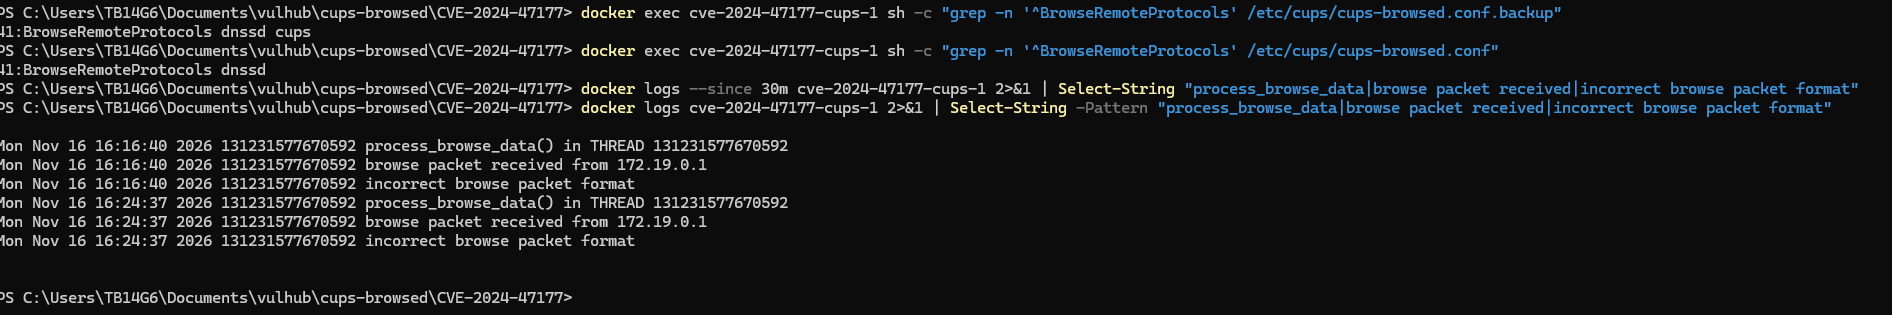 PS C:\Users\TB14G6\Documents\vulhub\cups-browsed\CVE-2024-47177> docker exec cve-2024-47177-cups-1 sh -c "grep -n '^BrowseRemoteProtocols' /etc/cups/cups-browsed.conf.backup"
41:BrowseRemoteProtocols dnssd cups
PS C:\Users\TB14G6\Documents\vulhub\cups-browsed\CVE-2024-47177> docker exec cve-2024-47177-cups-1 sh -c "grep -n '^BrowseRemoteProtocols' /etc/cups/cups-browsed.conf"
41:BrowseRemoteProtocols dnssd
PS C:\Users\TB14G6\Documents\vulhub\cups-browsed\CVE-2024-47177> docker logs --since 30m cve-2024-47177-cups-1 2>&1 | Select-String "process_browse_data|browse packet received|incorrect browse packet format"
PS C:\Users\TB14G6\Documents\vulhub\cups-browsed\CVE-2024-47177> docker logs cve-2024-47177-cups-1 2>&1 | Select-String -Pattern "process_browse_data|browse packet received|incorrect browse packet format"
Mon Nov 16 16:16:40 2026 131231577670592 process_browse_data() in THREAD 131231577670592
Mon Nov 16 16:16:40 2026 131231577670592 browse packet received from 172.19.0.1
Mon Nov 16 16:16:40 2026 131231577670592 incorrect browse packet format
Mon Nov 16 16:24:37 2026 131231577670592 process_browse_data() in THREAD 131231577670592
Mon Nov 16 16:24:37 2026 131231577670592 browse packet received from 172.19.0.1
Mon Nov 16 16:24:37 2026 131231577670592 incorrect browse packet format
PS C:\Users\TB14G6\Documents\vulhub\cups-browsed\CVE-2024-47177>